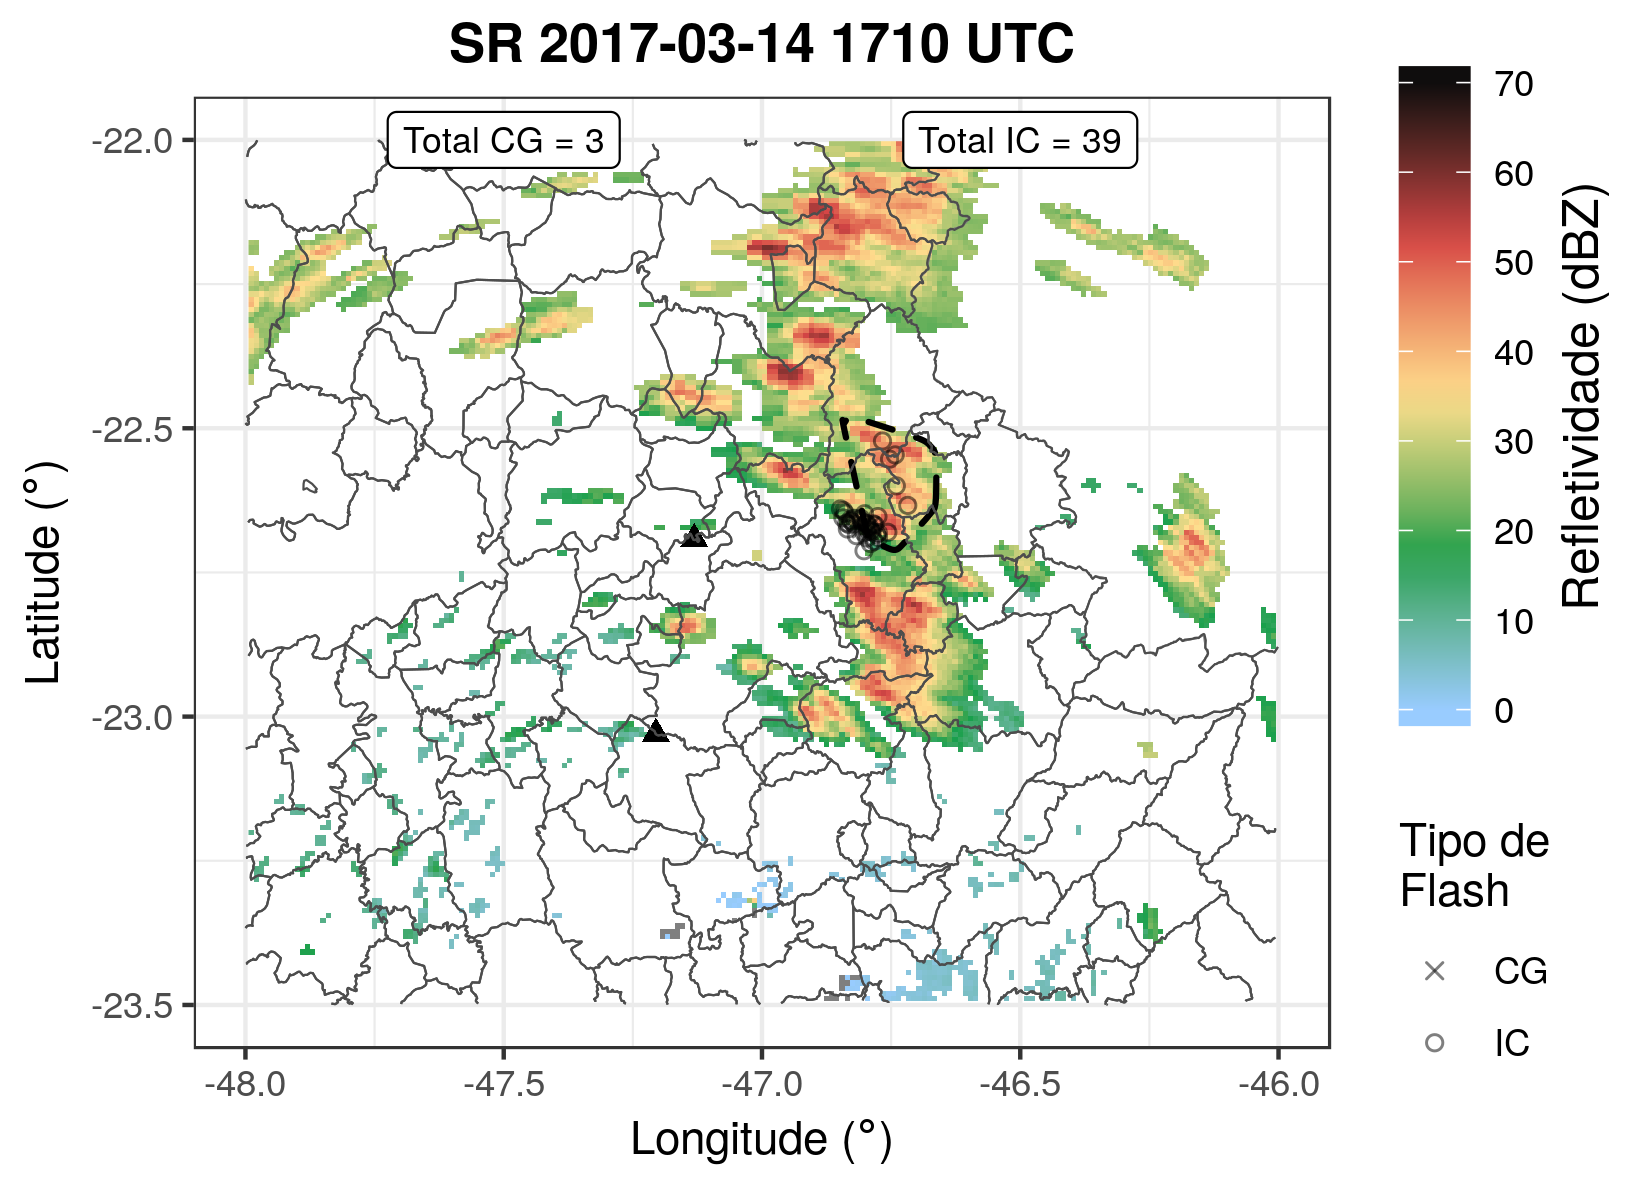 SR 2017-03-14 1710 UTC
Total CG = 3
Total IC = 39
-22.0
-22.5
-23.0
-23.5
Latitude (°)
-48.0
-47.5
-47.0
-46.5
-46.0
Longitude (°)
70
60
50
40
30
20
10
0
Refletividade (dBZ)
Tipo de
Flash
CG
IC